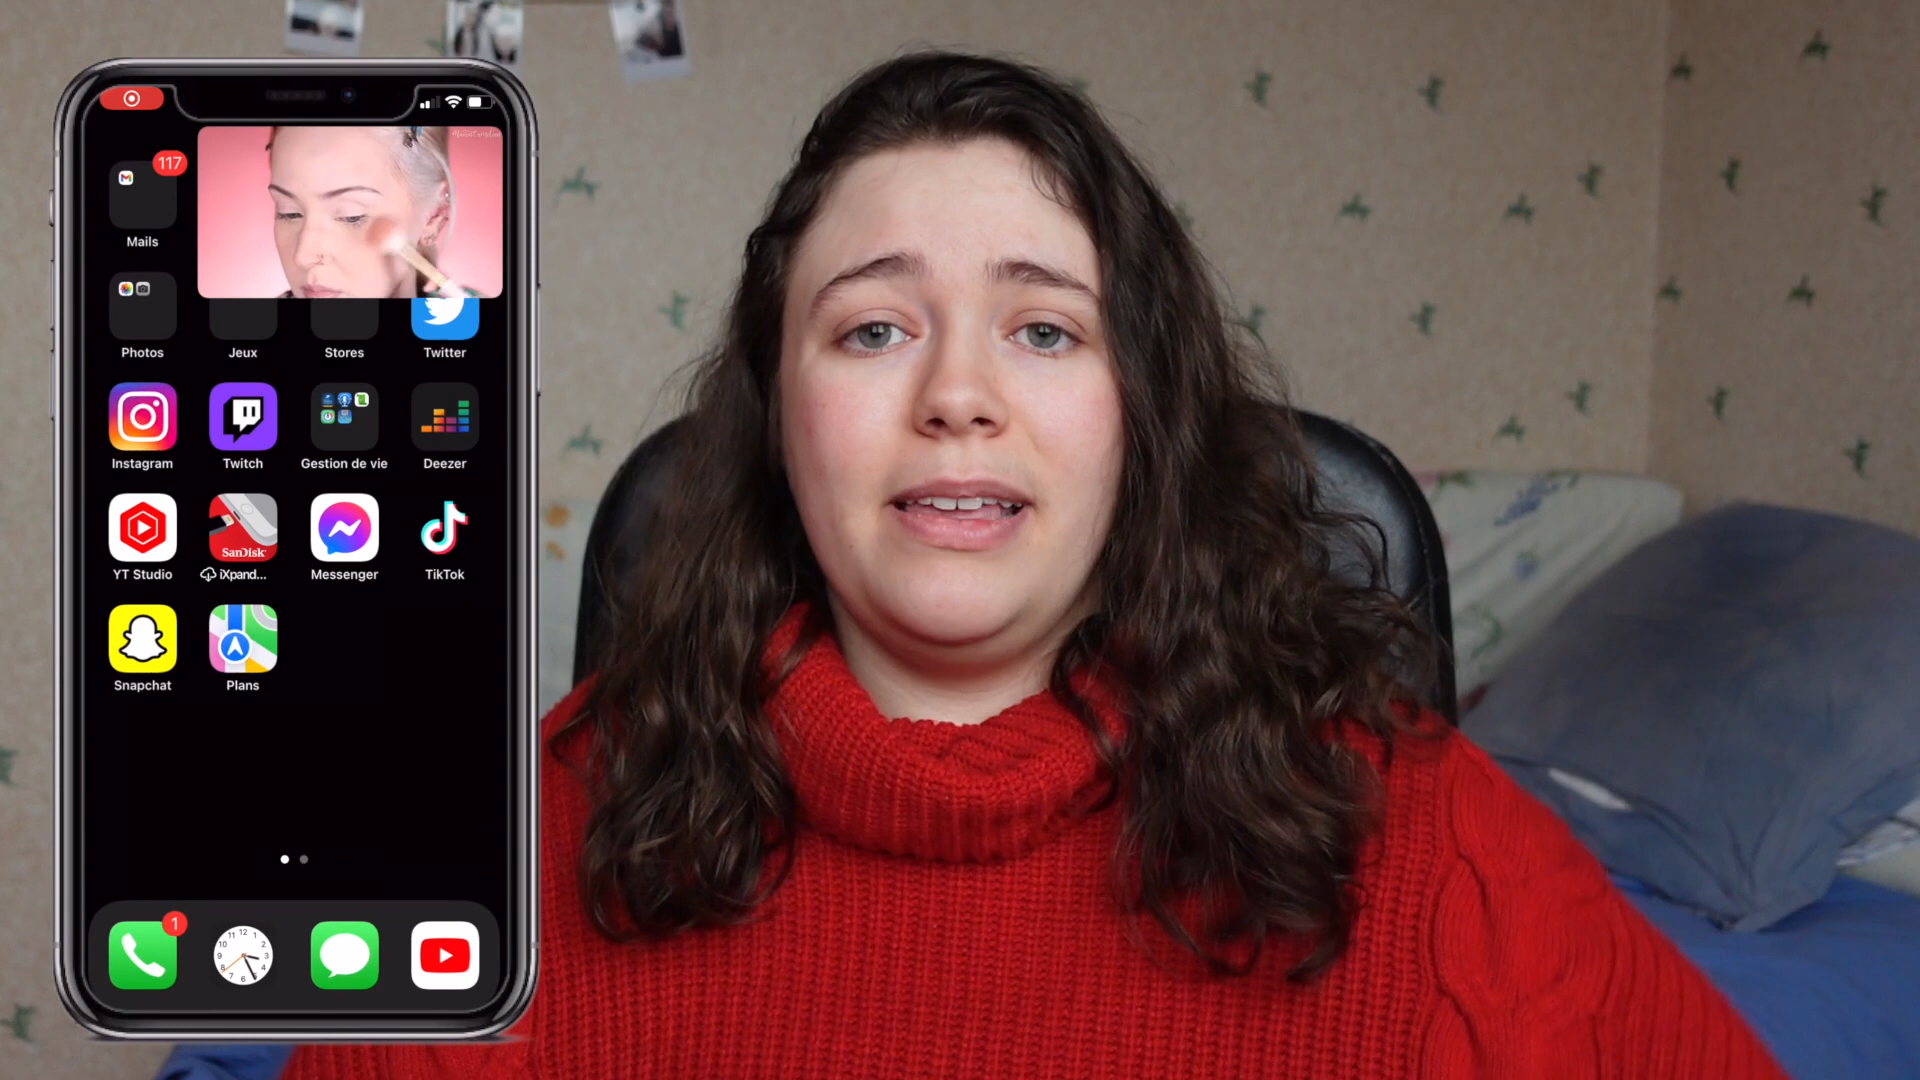 117
Mails
Photos
Jeux
Stores
Twitter
Instagram
Twitch
Gestion de vie
Deezer
SanDisk
YT Studio
iXpand...
Messenger
TikTok
Snapchat
Plans
1